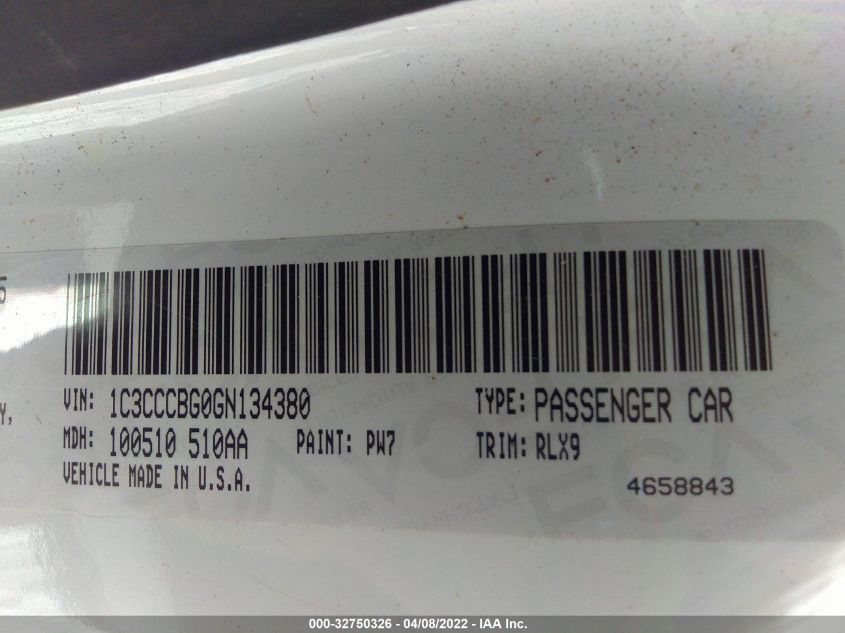 VIN: 1C3CCCBG0GN134380 TYPE: PASSENGER CAR
MDH: 100510 510AA PAINT: PW7 TRIM: RLX9
VEHICLE MADE IN U.S.A. 4658843
000-32750326 - 04/08/2022 - IAA Inc.